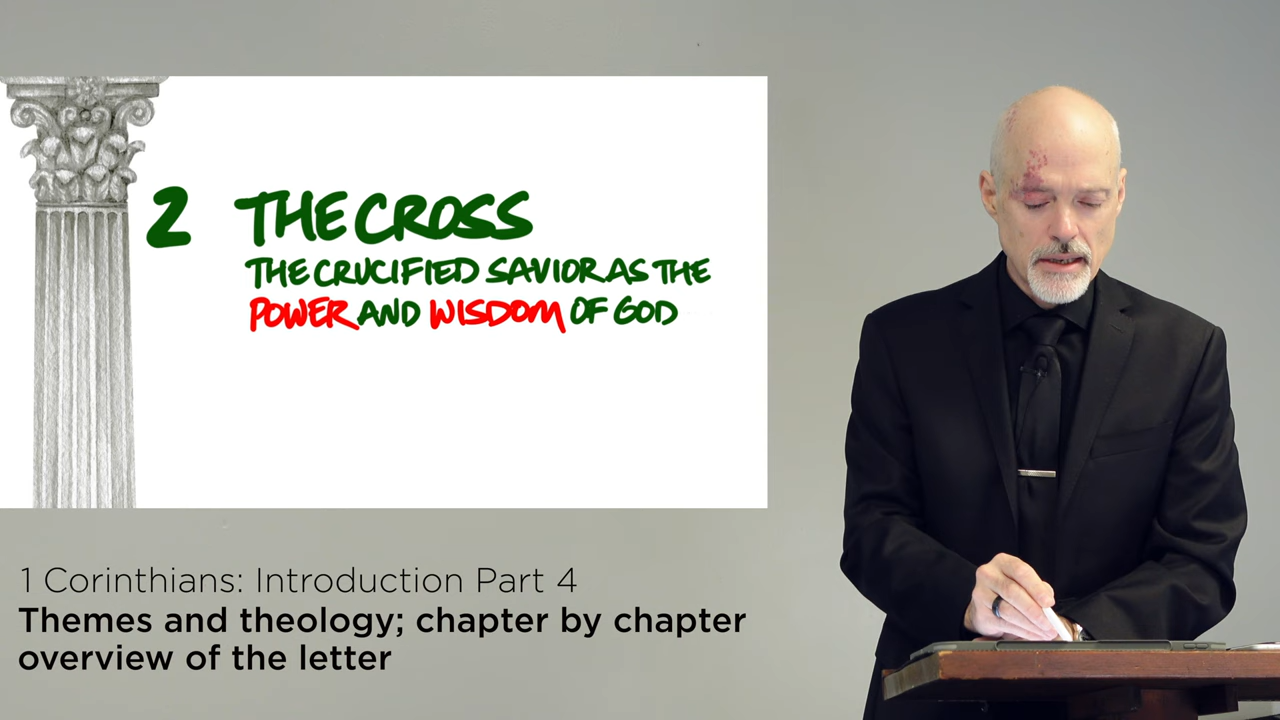 2 THE CROSS
THE CRUCIFIED SAVIOR AS THE
POWER AND WISDOM OF GOD
1 Corinthians: Introduction Part 4
Themes and theology; chapter by chapter
overview of the letter